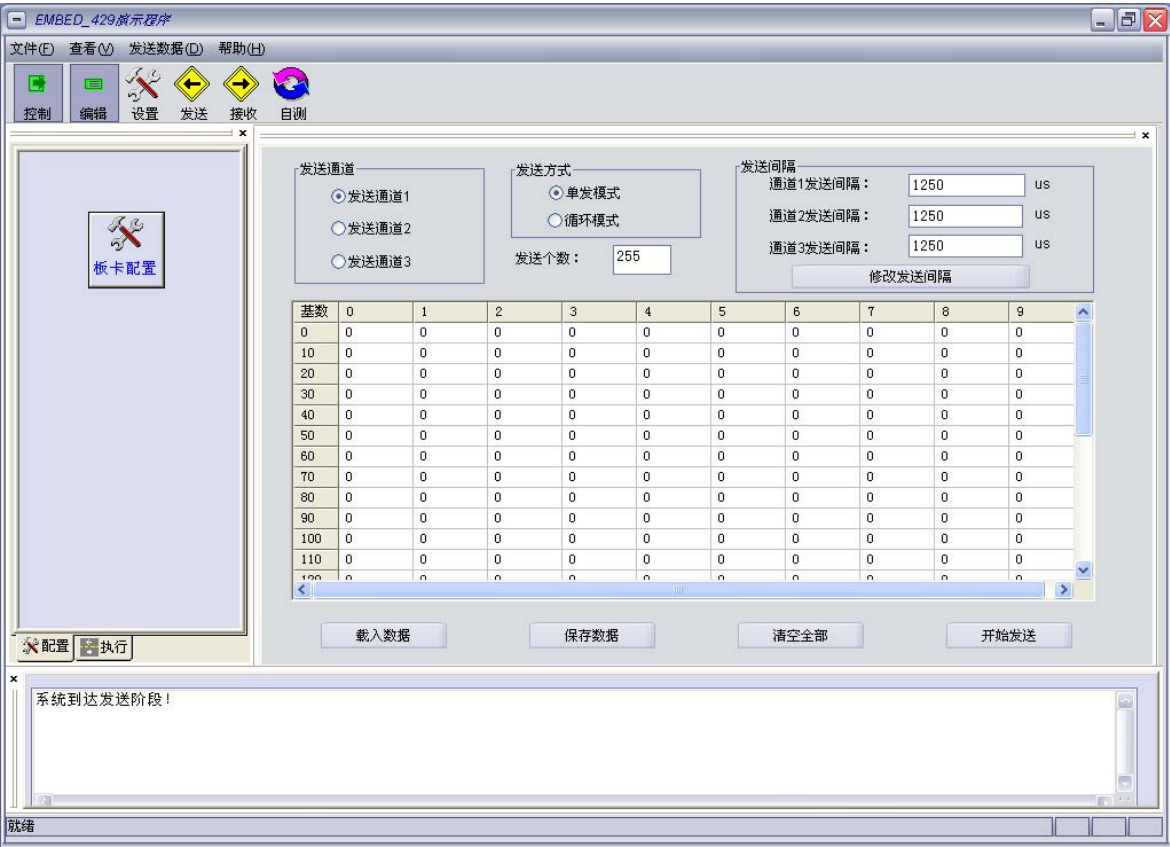 EMBED_429演示程序
文件(F) 查看(V) 发送数据(D) 帮助(H)
控制 编辑 设置 发送 接收 自测
板卡配置
配置 执行
发送通道
发送通道1
发送通道2
发送通道3
发送方式
单发模式
循环模式
发送个数: 255
发送间隔
通道1发送间隔: 1250 us
通道2发送间隔: 1250 us
通道3发送间隔: 1250 us
修改发送间隔
基数 0 1 2 3 4 5 6 7 8 9
0 0 0 0 0 0 0 0 0 0 0
10 0 0 0 0 0 0 0 0 0 0
20 0 0 0 0 0 0 0 0 0 0
30 0 0 0 0 0 0 0 0 0 0
40 0 0 0 0 0 0 0 0 0 0
50 0 0 0 0 0 0 0 0 0 0
60 0 0 0 0 0 0 0 0 0 0
70 0 0 0 0 0 0 0 0 0 0
80 0 0 0 0 0 0 0 0 0 0
90 0 0 0 0 0 0 0 0 0 0
100 0 0 0 0 0 0 0 0 0 0
110 0 0 0 0 0 0 0 0 0 0
120 0 0 0 0 0 0 0 0 0 0
载入数据 保存数据 清空全部 开始发送
系统到达发送阶段!
就绪